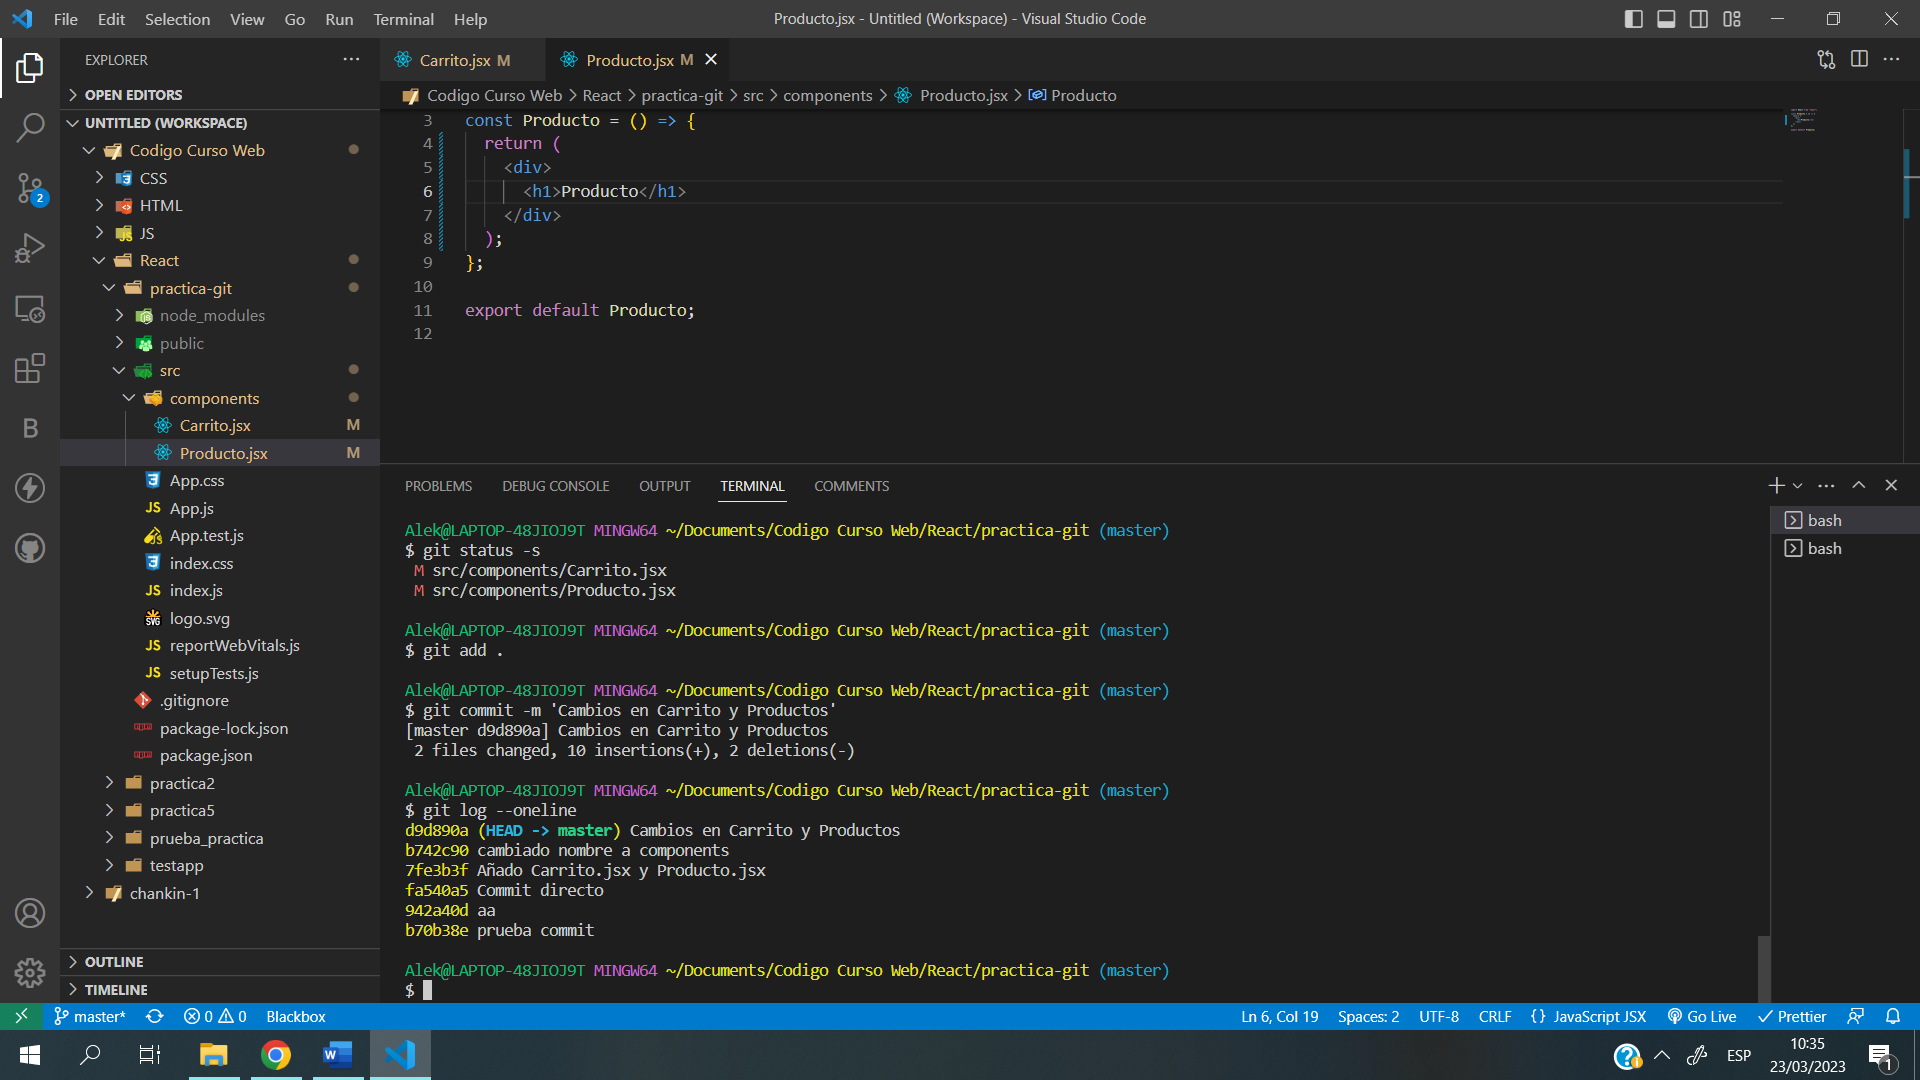 File Edit Selection View Go Run Terminal Help
Producto.jsx - Untitled (Workspace) - Visual Studio Code
EXPLORER
OPEN EDITORS
UNTITLED (WORKSPACE)
Codigo Curso Web
CSS
HTML
JS
React
practica-git
node_modules
public
src
components
Carrito.jsx M
Producto.jsx M
App.css
JS App.js
App.test.js
index.css
JS index.js
logo.svg
JS reportWebVitals.js
JS setupTests.js
.gitignore
package-lock.json
package.json
practica2
practica5
prueba_practica
testapp
chankin-1
OUTLINE
TIMELINE
2
B
Carrito.jsx M
Producto.jsx M
Codigo Curso Web > React > practica-git > src > components > Producto.jsx > Producto
3 const Producto = () => {
4 return (
5 <div>
6 <h1>Producto</h1>
7 </div>
8 );
9 };
10
11 export default Producto;
12
PROBLEMS DEBUG CONSOLE OUTPUT TERMINAL COMMENTS
bash
bash
Alek@LAPTOP-48JIOJ9T MINGW64 ~/Documents/Codigo Curso Web/React/practica-git (master)
$ git status -s
M src/components/Carrito.jsx
M src/components/Producto.jsx
Alek@LAPTOP-48JIOJ9T MINGW64 ~/Documents/Codigo Curso Web/React/practica-git (master)
$ git add .
Alek@LAPTOP-48JIOJ9T MINGW64 ~/Documents/Codigo Curso Web/React/practica-git (master)
$ git commit -m 'Cambios en Carrito y Productos'
[master d9d890a] Cambios en Carrito y Productos
2 files changed, 10 insertions(+), 2 deletions(-)
Alek@LAPTOP-48JIOJ9T MINGW64 ~/Documents/Codigo Curso Web/React/practica-git (master)
$ git log --oneline
d9d890a (HEAD -> master) Cambios en Carrito y Productos
b742c90 cambiado nombre a components
7fe3b3f Añado Carrito.jsx y Producto.jsx
fa540a5 Commit directo
942a40d aa
b70b38e prueba commit
Alek@LAPTOP-48JIOJ9T MINGW64 ~/Documents/Codigo Curso Web/React/practica-git (master)
$
master* 0 0 Blackbox
Ln 6, Col 19 Spaces: 2 UTF-8 CRLF {} JavaScript JSX Go Live Prettier
ESP
10:35
23/03/2023
1